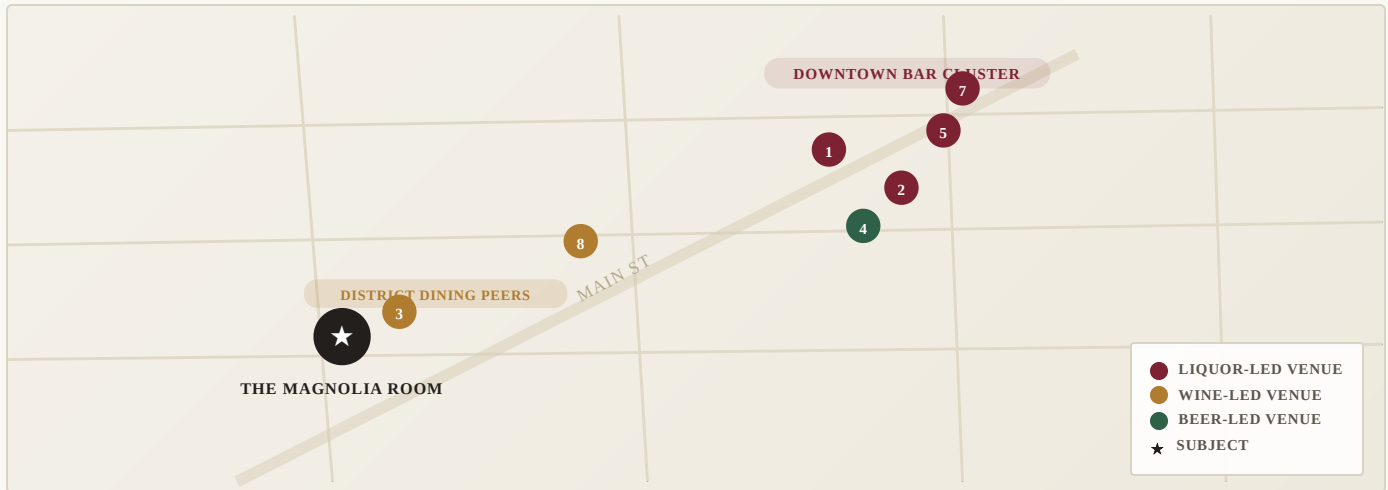 DOWNTOWN BAR CLUSTER
7
5
1
2
4
8
MAIN ST
DISTRICT DINING PEERS
3
★
THE MAGNOLIA ROOM
LIQUOR-LED VENUE
WINE-LED VENUE
BEER-LED VENUE
★ SUBJECT